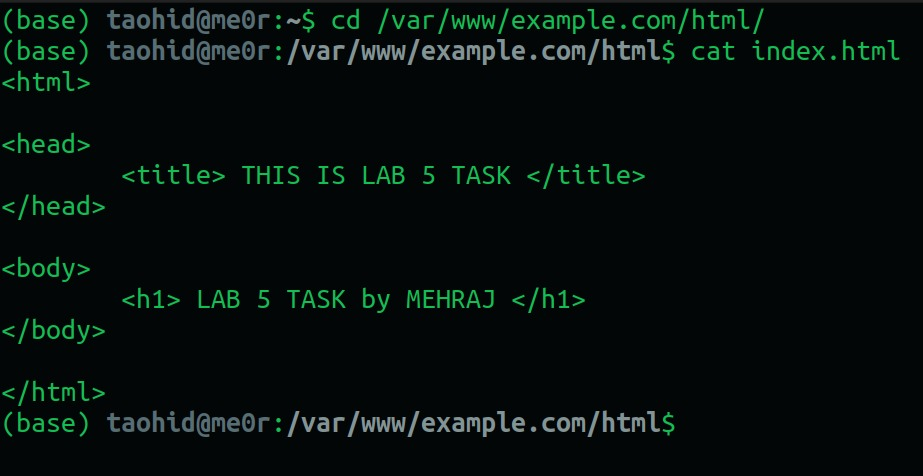 (base) taohid@me0r:~$ cd /var/www/example.com/html/
(base) taohid@me0r:/var/www/example.com/html$ cat index.html
<html>

<head>
        <title> THIS IS LAB 5 TASK </title>
</head>

<body>
        <h1> LAB 5 TASK by MEHRAJ </h1>
</body>

</html>
(base) taohid@me0r:/var/www/example.com/html$